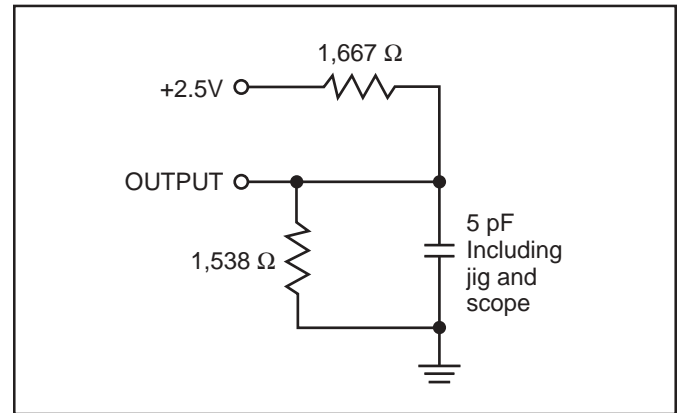 1,667 Ω
+2.5V
OUTPUT
1,538 Ω
5 pF
Including
jig and
scope